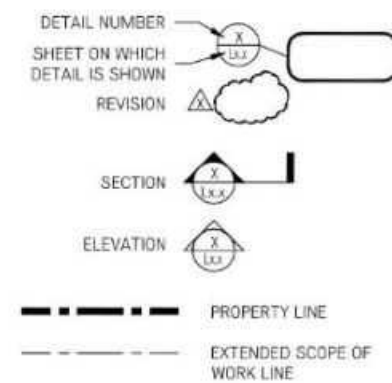 DETAIL NUMBER
X
SHEET ON WHICH
DETAIL IS SHOWN
Lx.x
REVISION
X
SECTION
X
Lx.x
ELEVATION
X
Lx.x
PROPERTY LINE
EXTENDED SCOPE OF
WORK LINE